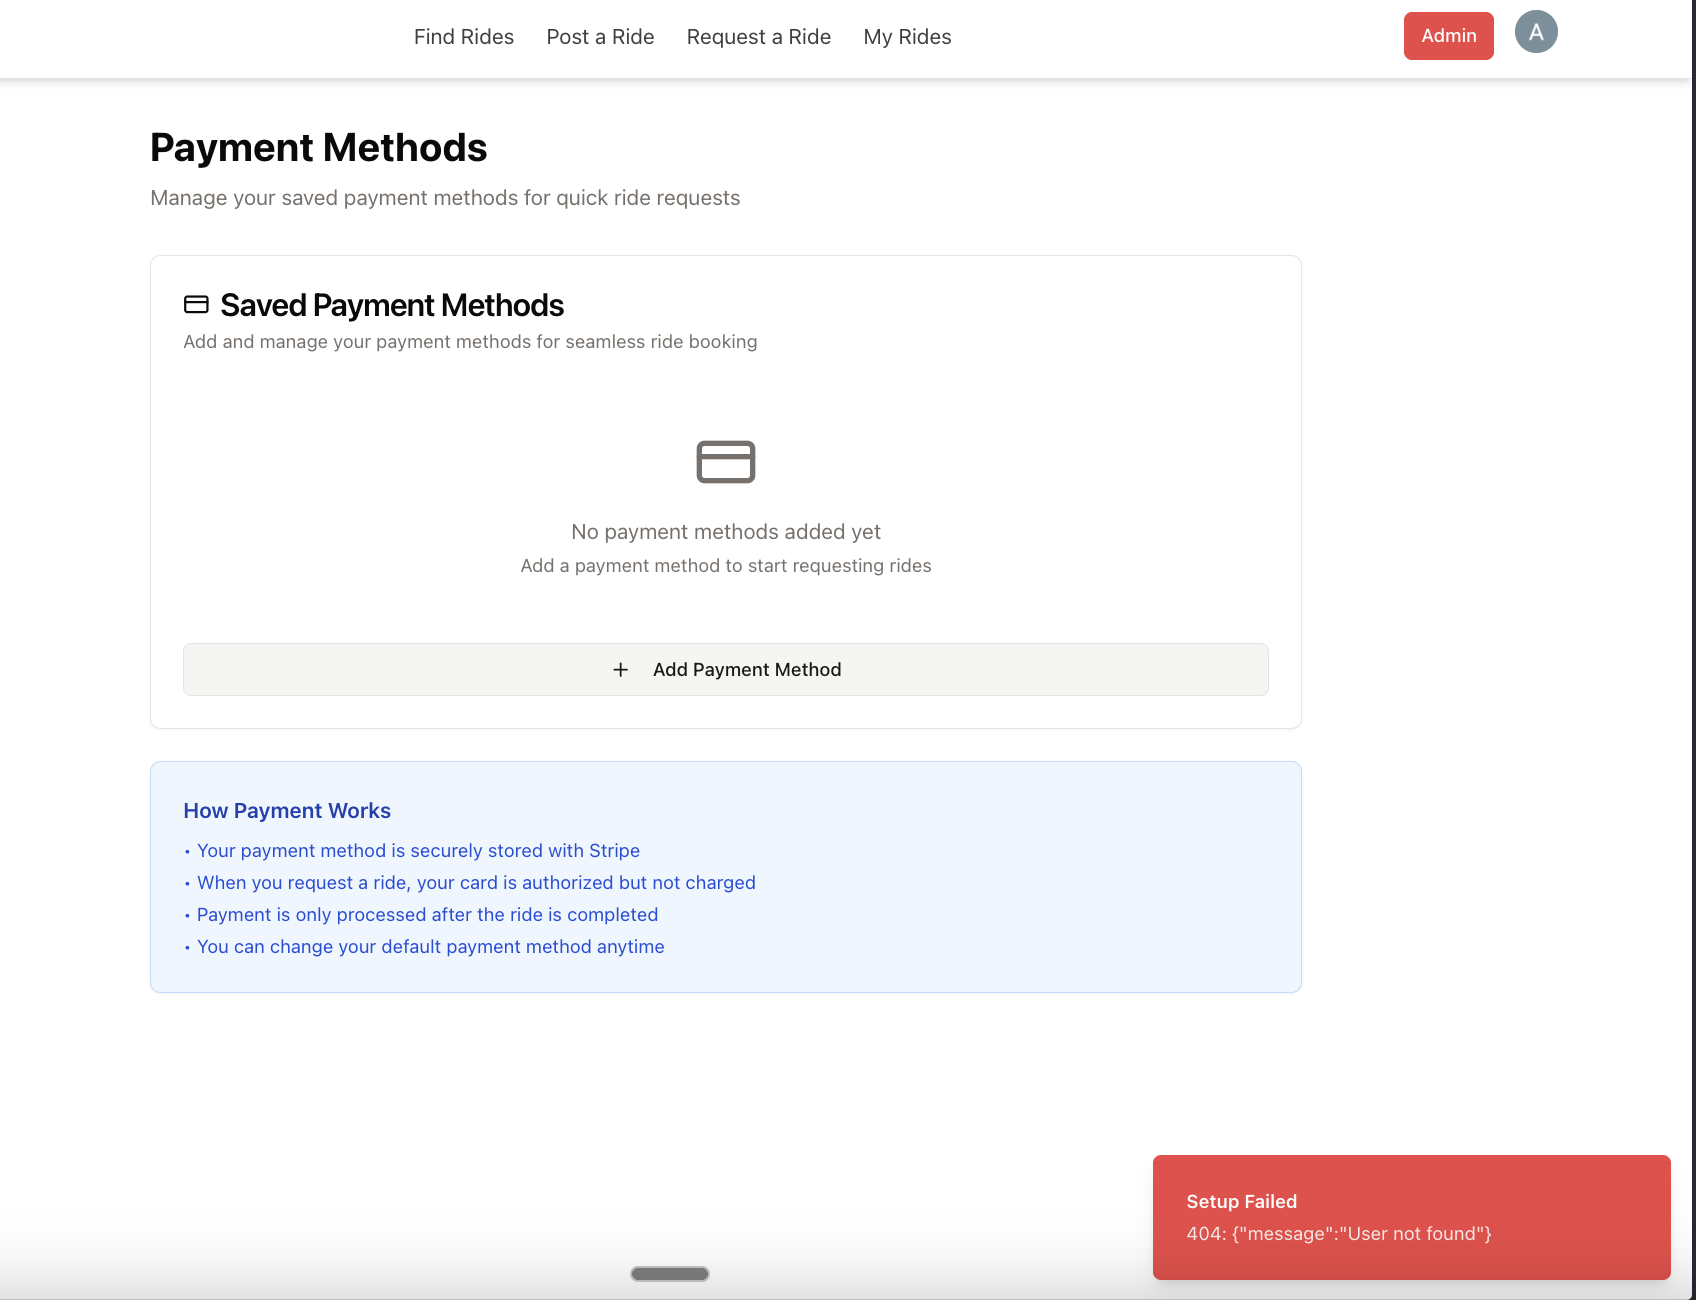 Find Rides Post a Ride Request a Ride My Rides Admin A
Payment Methods
Manage your saved payment methods for quick ride requests
Saved Payment Methods
Add and manage your payment methods for seamless ride booking
No payment methods added yet
Add a payment method to start requesting rides
+ Add Payment Method
How Payment Works
• Your payment method is securely stored with Stripe
• When you request a ride, your card is authorized but not charged
• Payment is only processed after the ride is completed
• You can change your default payment method anytime
Setup Failed
404: {"message":"User not found"}